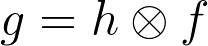 g = h ⊗ f